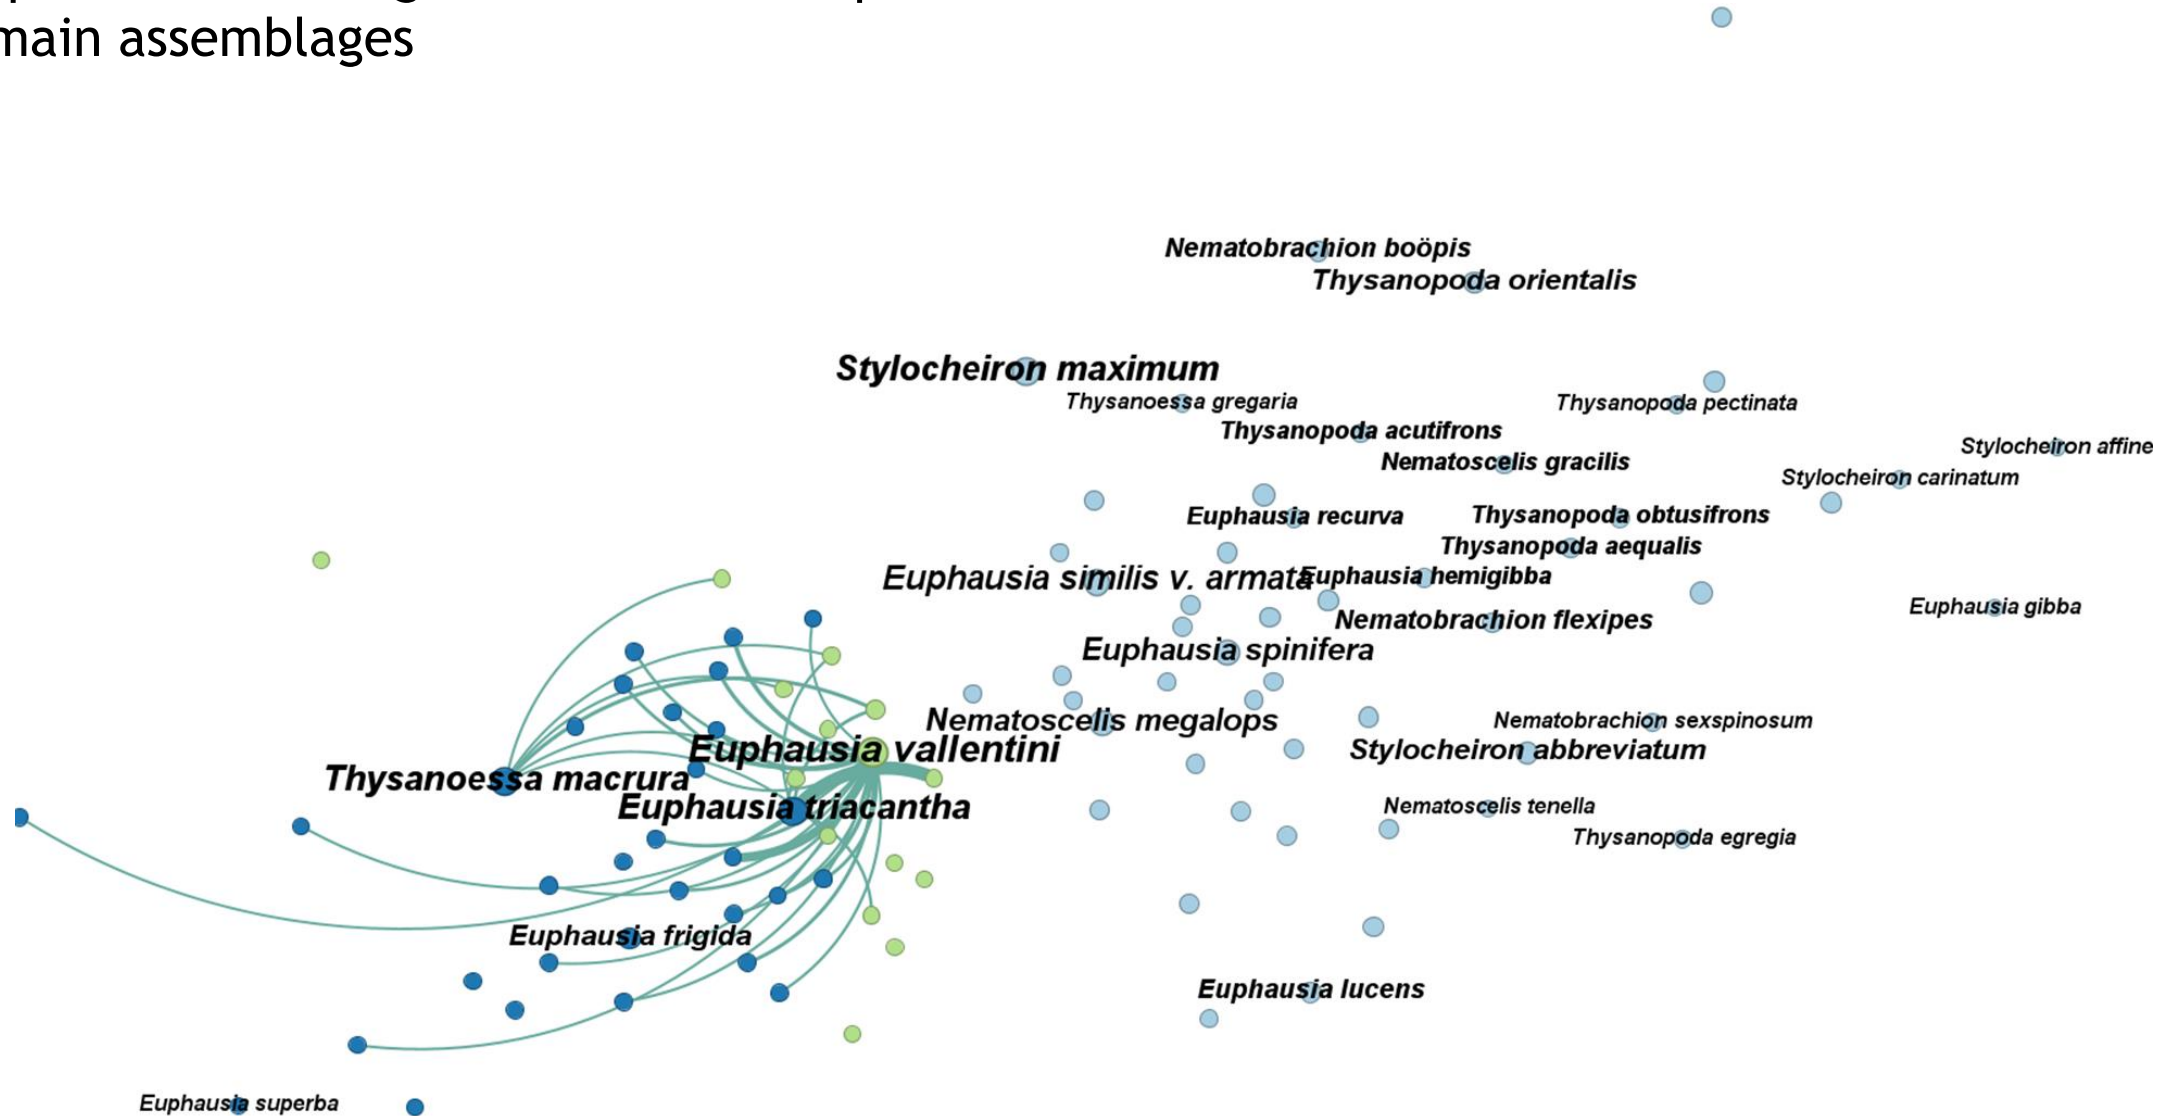 main assemblages
Nematobrachion boöpis
Thysanopoda orientalis
Stylocheiron maximum
Thysanoessa gregaria
Thysanopoda pectinata
Thysanopoda acutifrons
Stylocheiron affine
Nematoscelis gracilis
Stylocheiron carinatum
Euphausia recurva
Thysanopoda obtusifrons
Thysanopoda aequalis
Euphausia similis v. armata
Euphausia hemigibba
Euphausia gibba
Nematobrachion flexipes
Euphausia spinifera
Nematoscelis megalops
Nematobrachion sexspinosum
Euphausia vallentini
Stylocheiron abbreviatum
Thysanoessa macrura
Euphausia triacantha
Nematoscelis tenella
Thysanopoda egregia
Euphausia frigida
Euphausia lucens
Euphausia superba